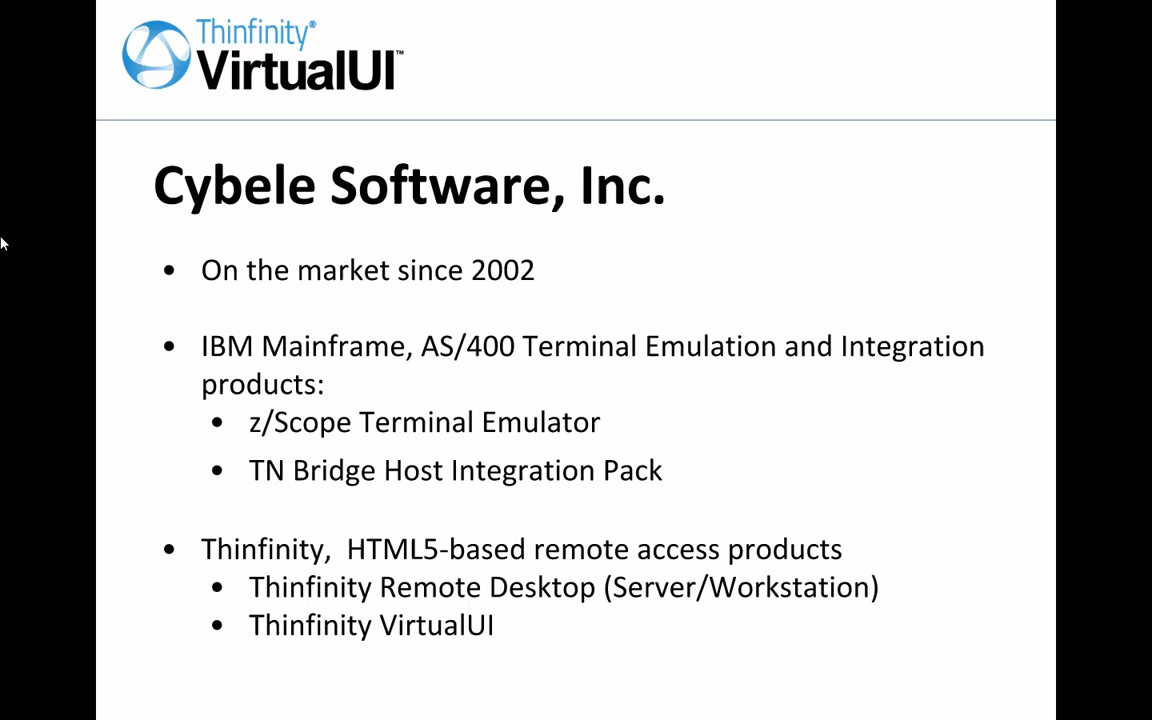 Thinfinity®
VirtualUI™
Cybele Software, Inc.
• On the market since 2002
• IBM Mainframe, AS/400 Terminal Emulation and Integration
products:
• z/Scope Terminal Emulator
• TN Bridge Host Integration Pack
• Thinfinity,  HTML5-based remote access products
• Thinfinity Remote Desktop (Server/Workstation)
• Thinfinity VirtualUI